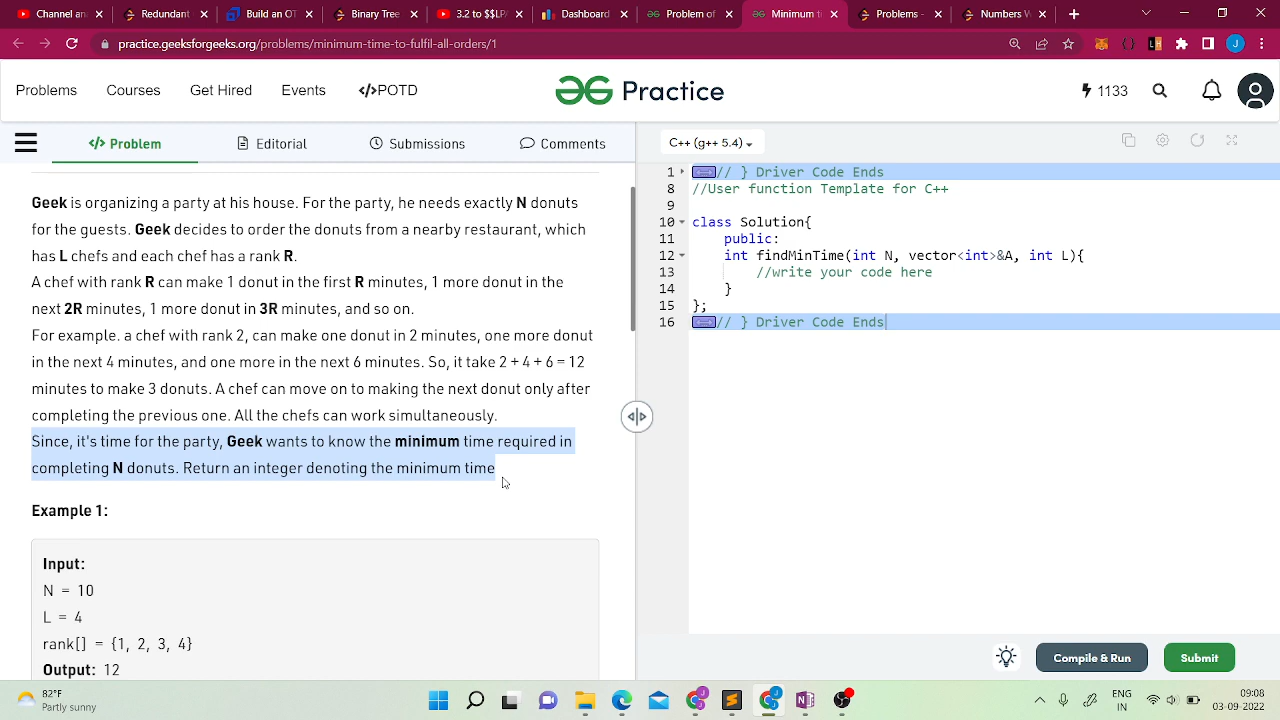 Channel anal
Redundant
Build an OT
Binary Tree
3.2 to $$LP/
Dashboard
Problem of
Minimum ti
Problems -
Numbers W
practice.geeksforgeeks.org/problems/minimum-time-to-fulfil-all-orders/1
Problems Courses Get Hired Events </>POTD Practice 1133
</> Problem Editorial Submissions Comments C++ (g++ 5.4)
Geek is organizing a party at his house. For the party, he needs exactly N donuts
for the guests. Geek decides to order the donuts from a nearby restaurant, which
has L chefs and each chef has a rank R.
A chef with rank R can make 1 donut in the first R minutes, 1 more donut in the
next 2R minutes, 1 more donut in 3R minutes, and so on.
For example. a chef with rank 2, can make one donut in 2 minutes, one more donut
in the next 4 minutes, and one more in the next 6 minutes. So, it take 2 + 4 + 6 = 12
minutes to make 3 donuts. A chef can move on to making the next donut only after
completing the previous one. All the chefs can work simultaneously.
Since, it's time for the party, Geek wants to know the minimum time required in
completing N donuts. Return an integer denoting the minimum time
Example 1:
Input:
N = 10
L = 4
rank[] = {1, 2, 3, 4}
Output: 12
1 // } Driver Code Ends
8 //User function Template for C++
9
10 class Solution{
11 public:
12 int findMinTime(int N, vector<int>&A, int L){
13 //write your code here
14 }
15 };
16 // } Driver Code Ends
Compile & Run Submit
82°F
Partly sunny
ENG
IN
09:08
03-09-2022